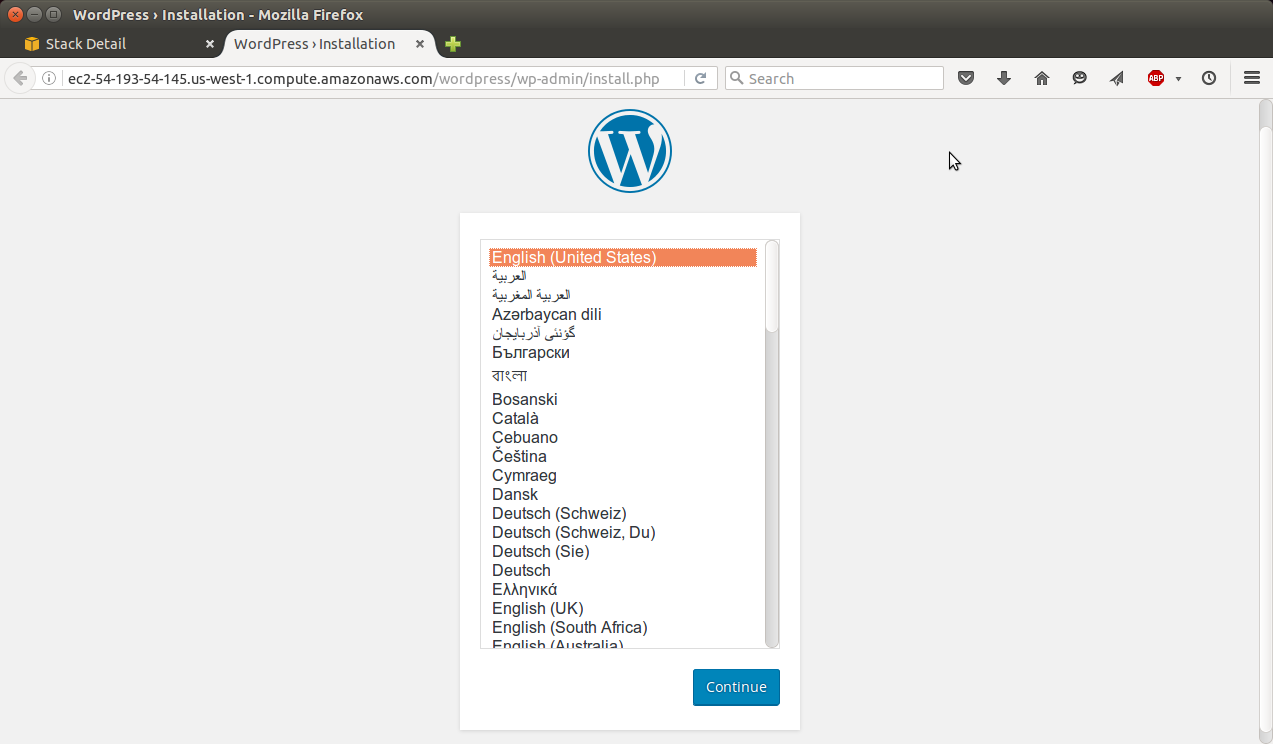 WordPress › Installation - Mozilla Firefox
Stack Detail
WordPress › Installation
ec2-54-193-54-145.us-west-1.compute.amazonaws.com/wordpress/wp-admin/install.php
Search
ABP
W
English (United States)
العربية
العربية المغربية
Azərbaycan dili
گؤنئی آذربایجان
Български
বাংলা
Bosanski
Català
Cebuano
Čeština
Cymraeg
Dansk
Deutsch (Schweiz)
Deutsch (Schweiz, Du)
Deutsch (Sie)
Deutsch
Ελληνικά
English (UK)
English (South Africa)
English (Australia)
Continue